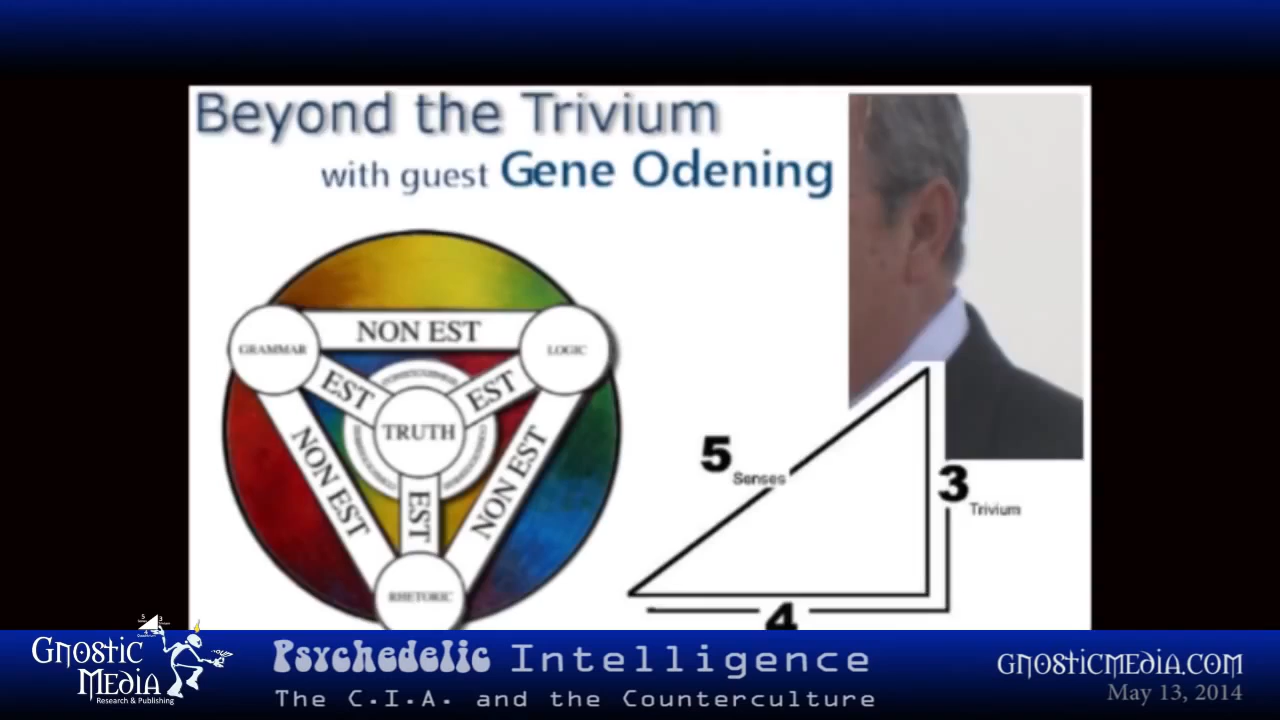 Beyond the Trivium
with guest Gene Odening
NON EST
GRAMMAR
LOGIC
EST
EST
TRUTH
NON EST
NON EST
EST
RHETORIC
5
Senses
3
Trivium
4
GNOSTIC
MEDIA
Research & Publishing
Psychedelic Intelligence
The C.I.A. and the Counterculture
GNOSTICMEDIA.COM
May 13, 2014